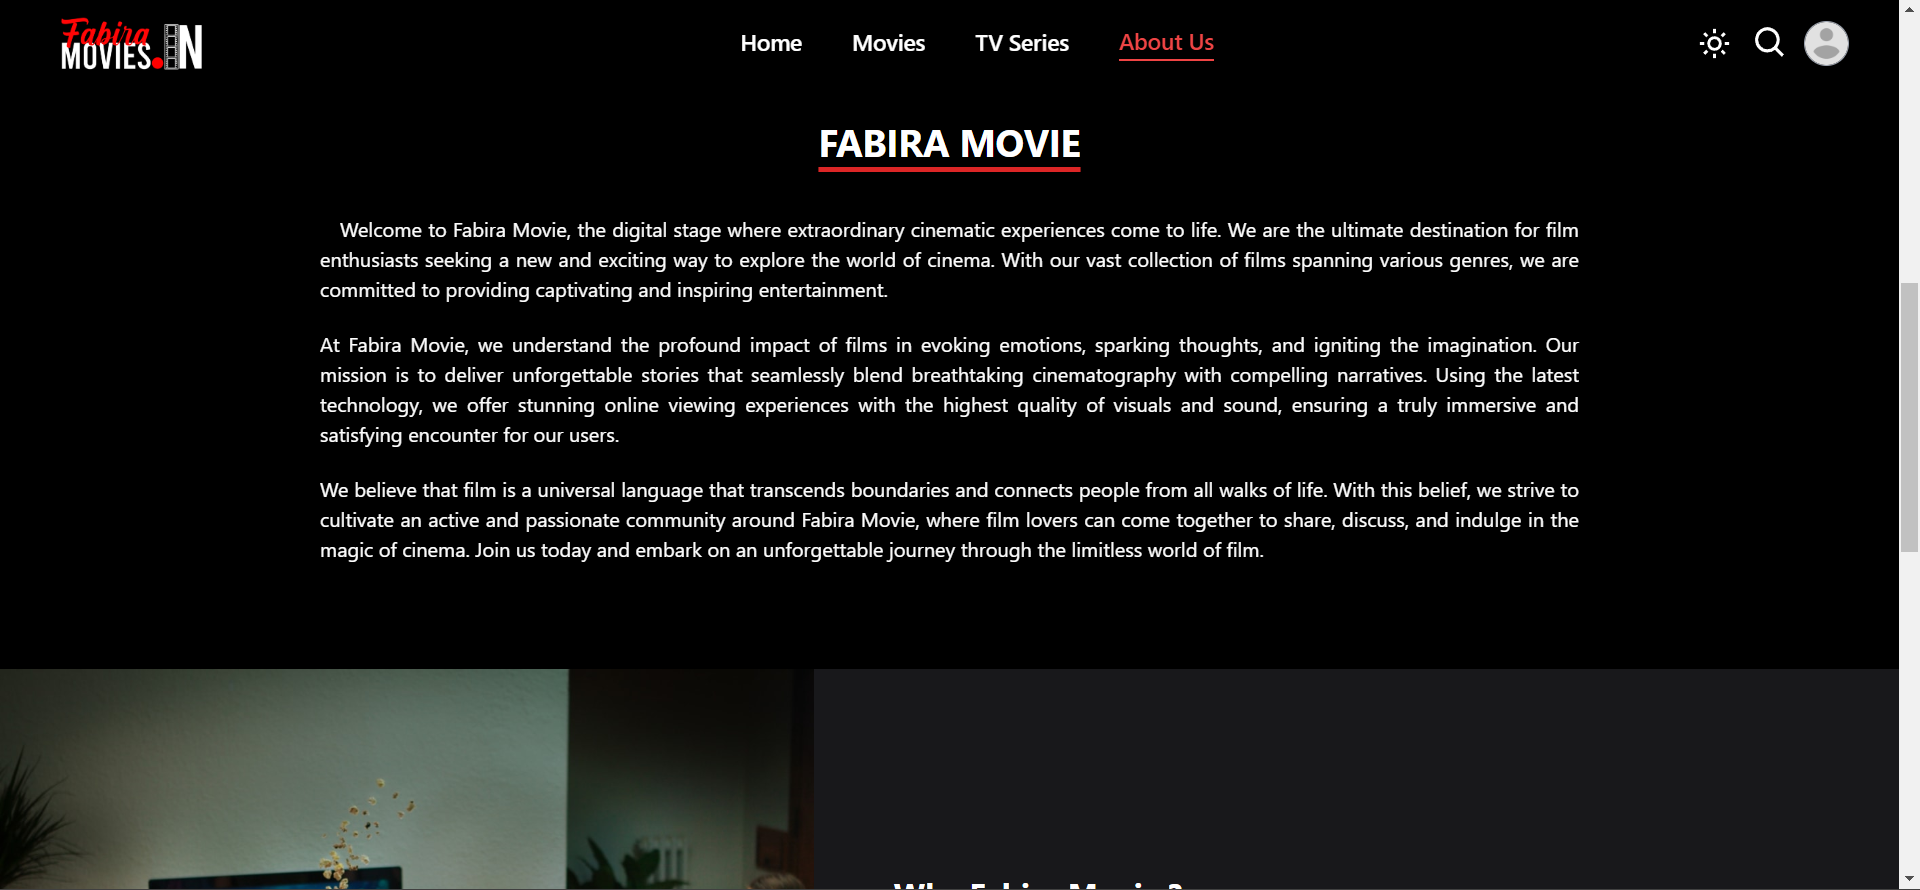 Fabira
MOVIES.IN
Home Movies TV Series About Us
FABIRA MOVIE
Welcome to Fabira Movie, the digital stage where extraordinary cinematic experiences come to life. We are the ultimate destination for film
enthusiasts seeking a new and exciting way to explore the world of cinema. With our vast collection of films spanning various genres, we are
committed to providing captivating and inspiring entertainment.
At Fabira Movie, we understand the profound impact of films in evoking emotions, sparking thoughts, and igniting the imagination. Our
mission is to deliver unforgettable stories that seamlessly blend breathtaking cinematography with compelling narratives. Using the latest
technology, we offer stunning online viewing experiences with the highest quality of visuals and sound, ensuring a truly immersive and
satisfying encounter for our users.
We believe that film is a universal language that transcends boundaries and connects people from all walks of life. With this belief, we strive to
cultivate an active and passionate community around Fabira Movie, where film lovers can come together to share, discuss, and indulge in the
magic of cinema. Join us today and embark on an unforgettable journey through the limitless world of film.
Why Fabira Movie?